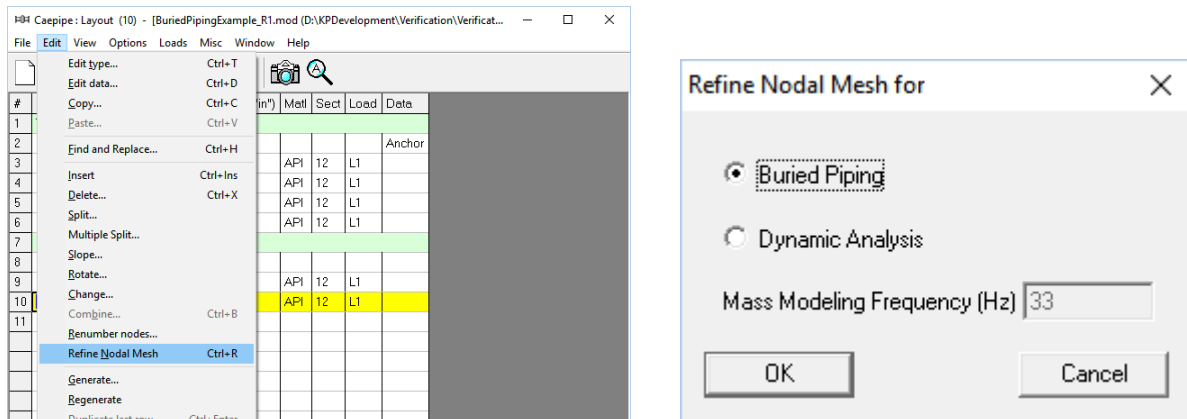 Caepipe : Layout (10) - [BuriedPipingExample_R1.mod (D:\KPDevelopment\Verification\Verificat...
File Edit View Options Loads Misc Window Help
Edit type... Ctrl+T
Edit data... Ctrl+D
Copy... Ctrl+C
Paste... Ctrl+V
Find and Replace... Ctrl+H
Insert Ctrl+Ins
Delete... Ctrl+X
Split...
Multiple Split...
Slope...
Rotate...
Change...
Combine... Ctrl+B
Renumber nodes...
Refine Nodal Mesh Ctrl+R
Generate...
Regenerate
Duplicate last row Ctrl+Enter
# 'in") Matl Sect Load Data
1
2 Anchor
3 API 12 L1
4 API 12 L1
5 API 12 L1
6 API 12 L1
7
8
9 API 12 L1
10 API 12 L1
11
Refine Nodal Mesh for
Buried Piping
Dynamic Analysis
Mass Modeling Frequency (Hz) 33
OK Cancel